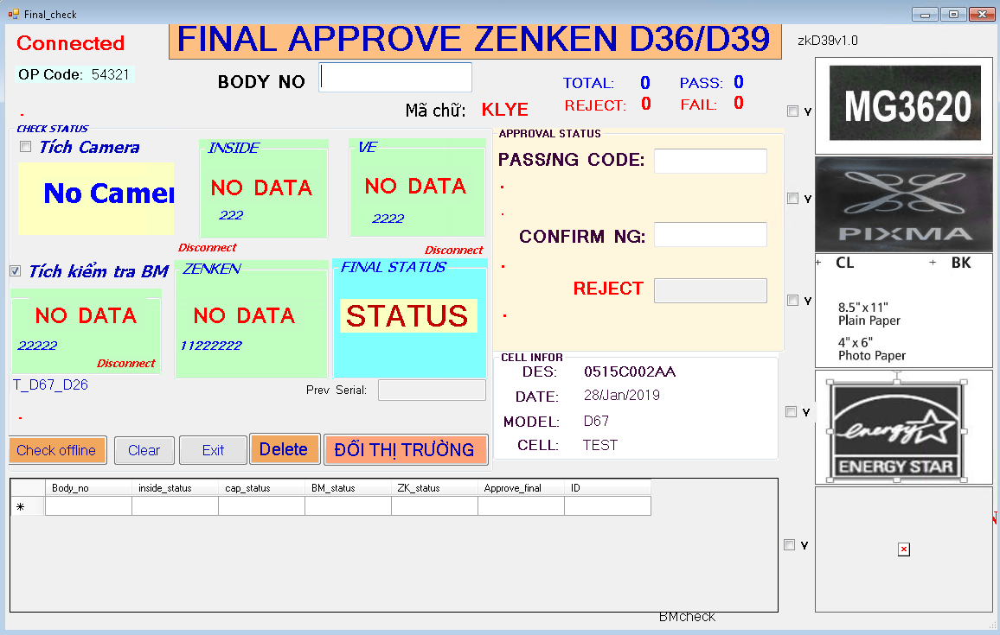 Final_check
Connected
FINAL APPROVE ZENKEN D36/D39
zkD39v1.0
OP Code: 54321
BODY NO
TOTAL: 0 PASS: 0
REJECT: 0 FAIL: 0
Mã chữ: KLYE
CHECK STATUS
Tích Camera
No Camer
INSIDE
NO DATA
222
Disconnect
VE
NO DATA
2222
Disconnect
Tích kiểm tra BM
NO DATA
22222
Disconnect
T_D67_D26
ZENKEN
NO DATA
11222222
FINAL STATUS
STATUS
Prev Serial:
Check offline
Clear
Exit
Delete
ĐỔI THỊ TRƯỜNG
APPROVAL STATUS
PASS/NG CODE:
CONFIRM NG:
REJECT
CELL INFOR
DES: 0515C002AA
DATE: 28/Jan/2019
MODEL: D67
CELL: TEST
Y
MG3620
Y
PIXMA
Y
+ CL + BK
8.5" x 11"
Plain Paper
4" x 6"
Photo Paper
Y
energy
ENERGY STAR
Y
Body_no inside_status cap_status BM_status ZK_status Approve_final ID
BMcheck